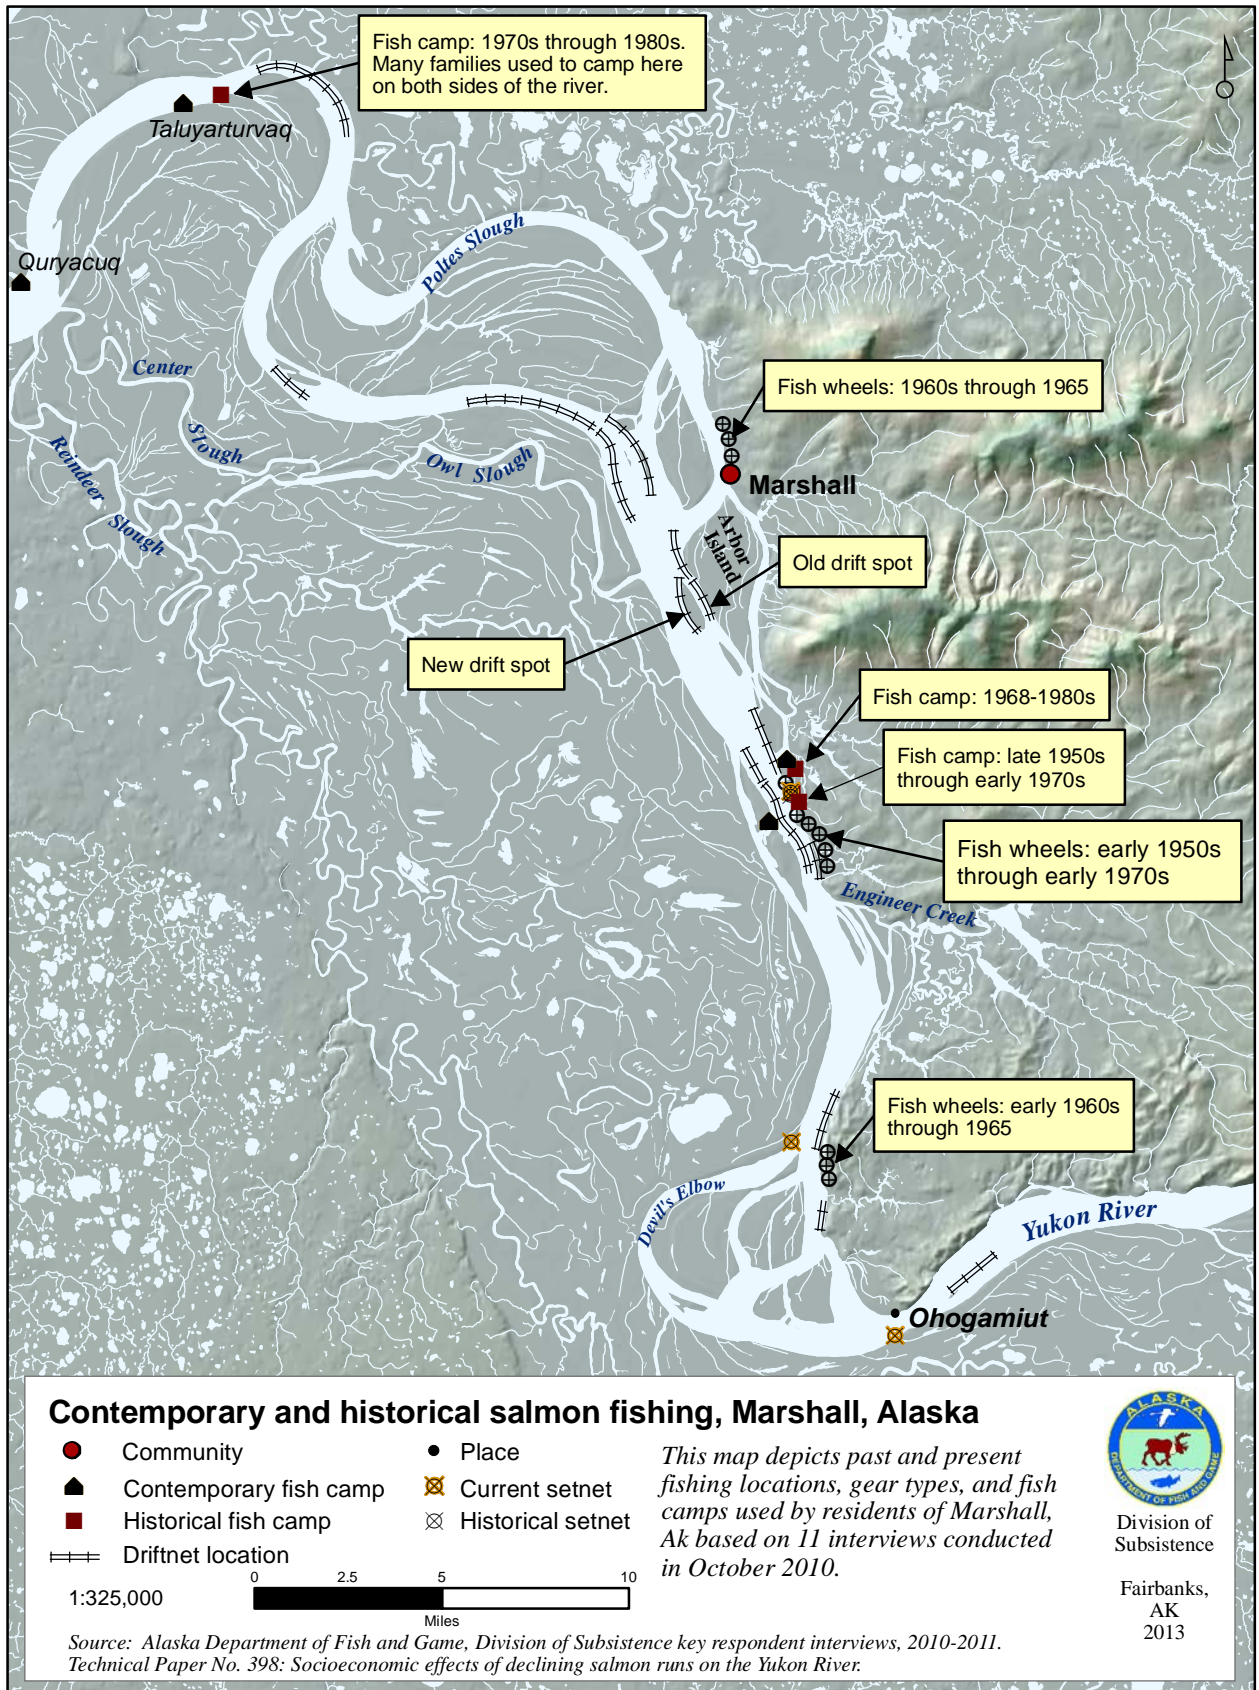 Fish camp: 1970s through 1980s.
Many families used to camp here
on both sides of the river.
Taluyarturvaq
Poltes Slough
Quryacuq
Center
Slough
Reindeer
Slough
Owl Slough
Fish wheels: 1960s through 1965
Marshall
Arbor
Island
Old drift spot
New drift spot
Fish camp: 1968-1980s
Fish camp: late 1950s
through early 1970s
Fish wheels: early 1950s
through early 1970s
Engineer Creek
Fish wheels: early 1960s
through 1965
Devil's Elbow
Yukon River
Ohogamiut
Contemporary and historical salmon fishing, Marshall, Alaska
Community
Contemporary fish camp
Historical fish camp
Driftnet location
Place
Current setnet
Historical setnet
This map depicts past and present
fishing locations, gear types, and fish
camps used by residents of Marshall,
Ak based on 11 interviews conducted
in October 2010.
ALASKA
DEPARTMENT OF FISH AND GAME
Division of
Subsistence
Fairbanks,
AK
2013
1:325,000
0 2.5 5 10
Miles
Source: Alaska Department of Fish and Game, Division of Subsistence key respondent interviews, 2010-2011.
Technical Paper No. 398: Socioeconomic effects of declining salmon runs on the Yukon River.